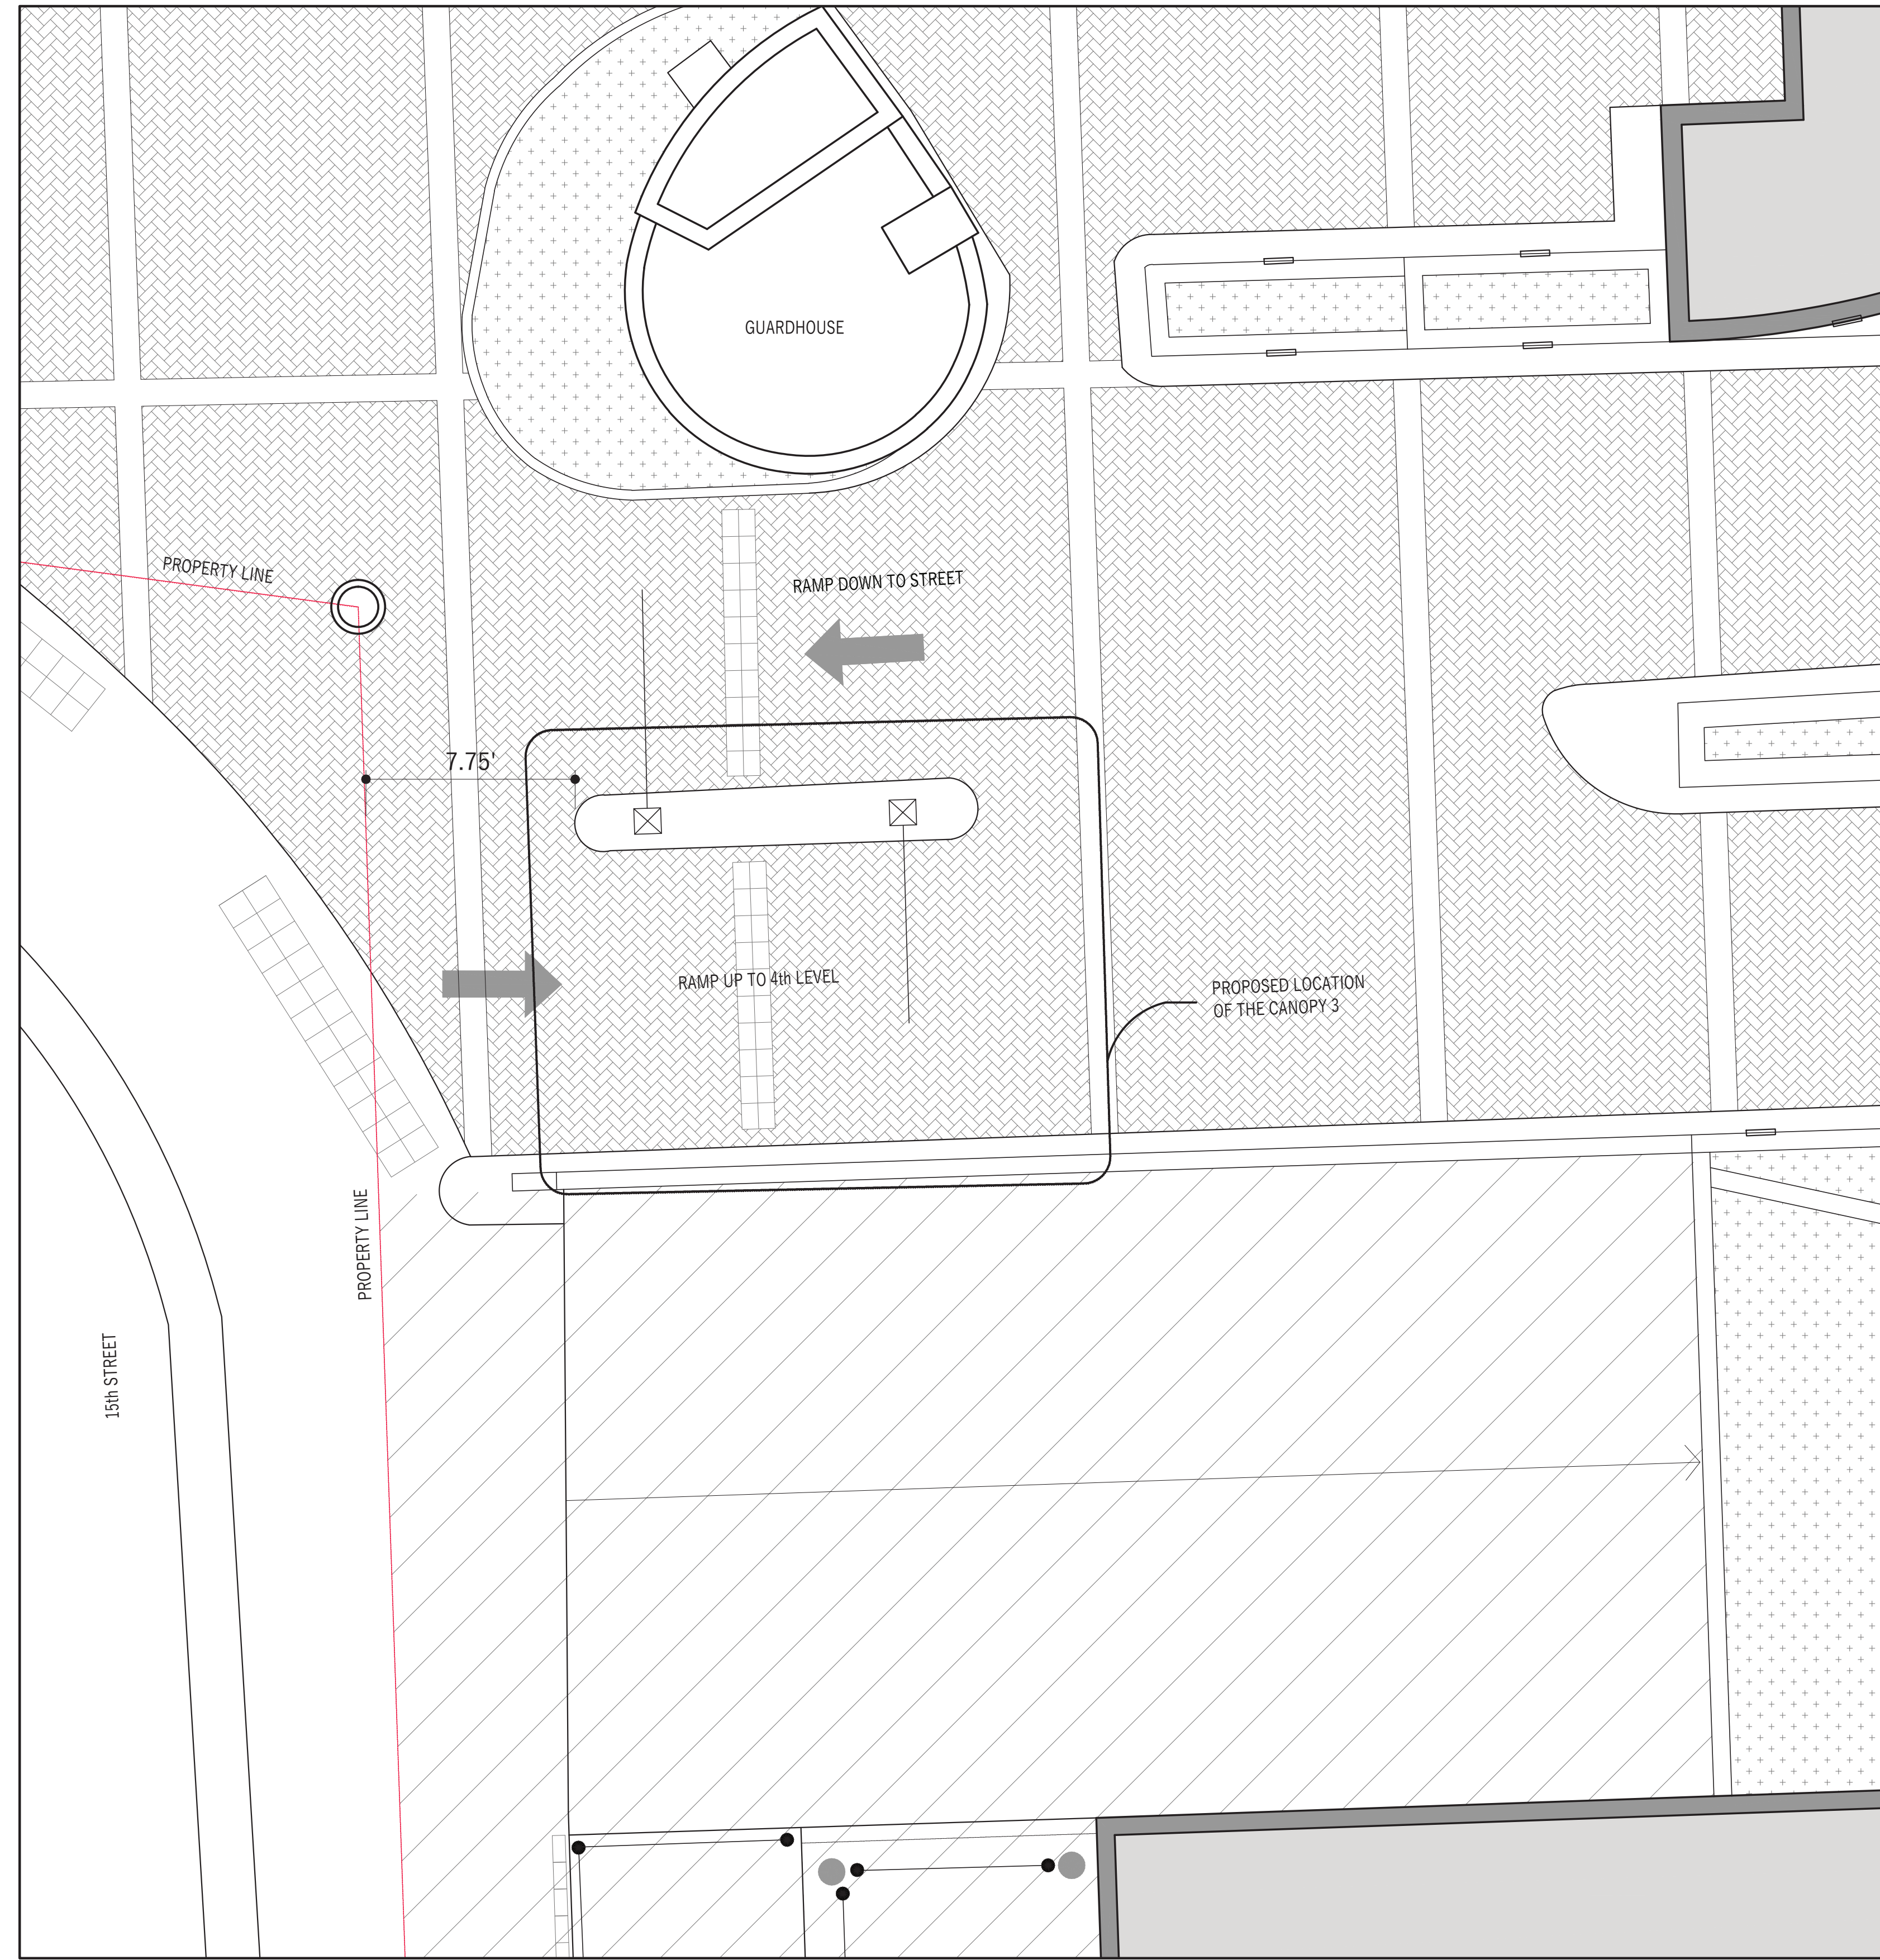 GUARDHOUSE
PROPERTY LINE
RAMP DOWN TO STREET
7.75'
RAMP UP TO 4th LEVEL
PROPOSED LOCATION
OF THE CANOPY 3
PROPERTY LINE
15th STREET